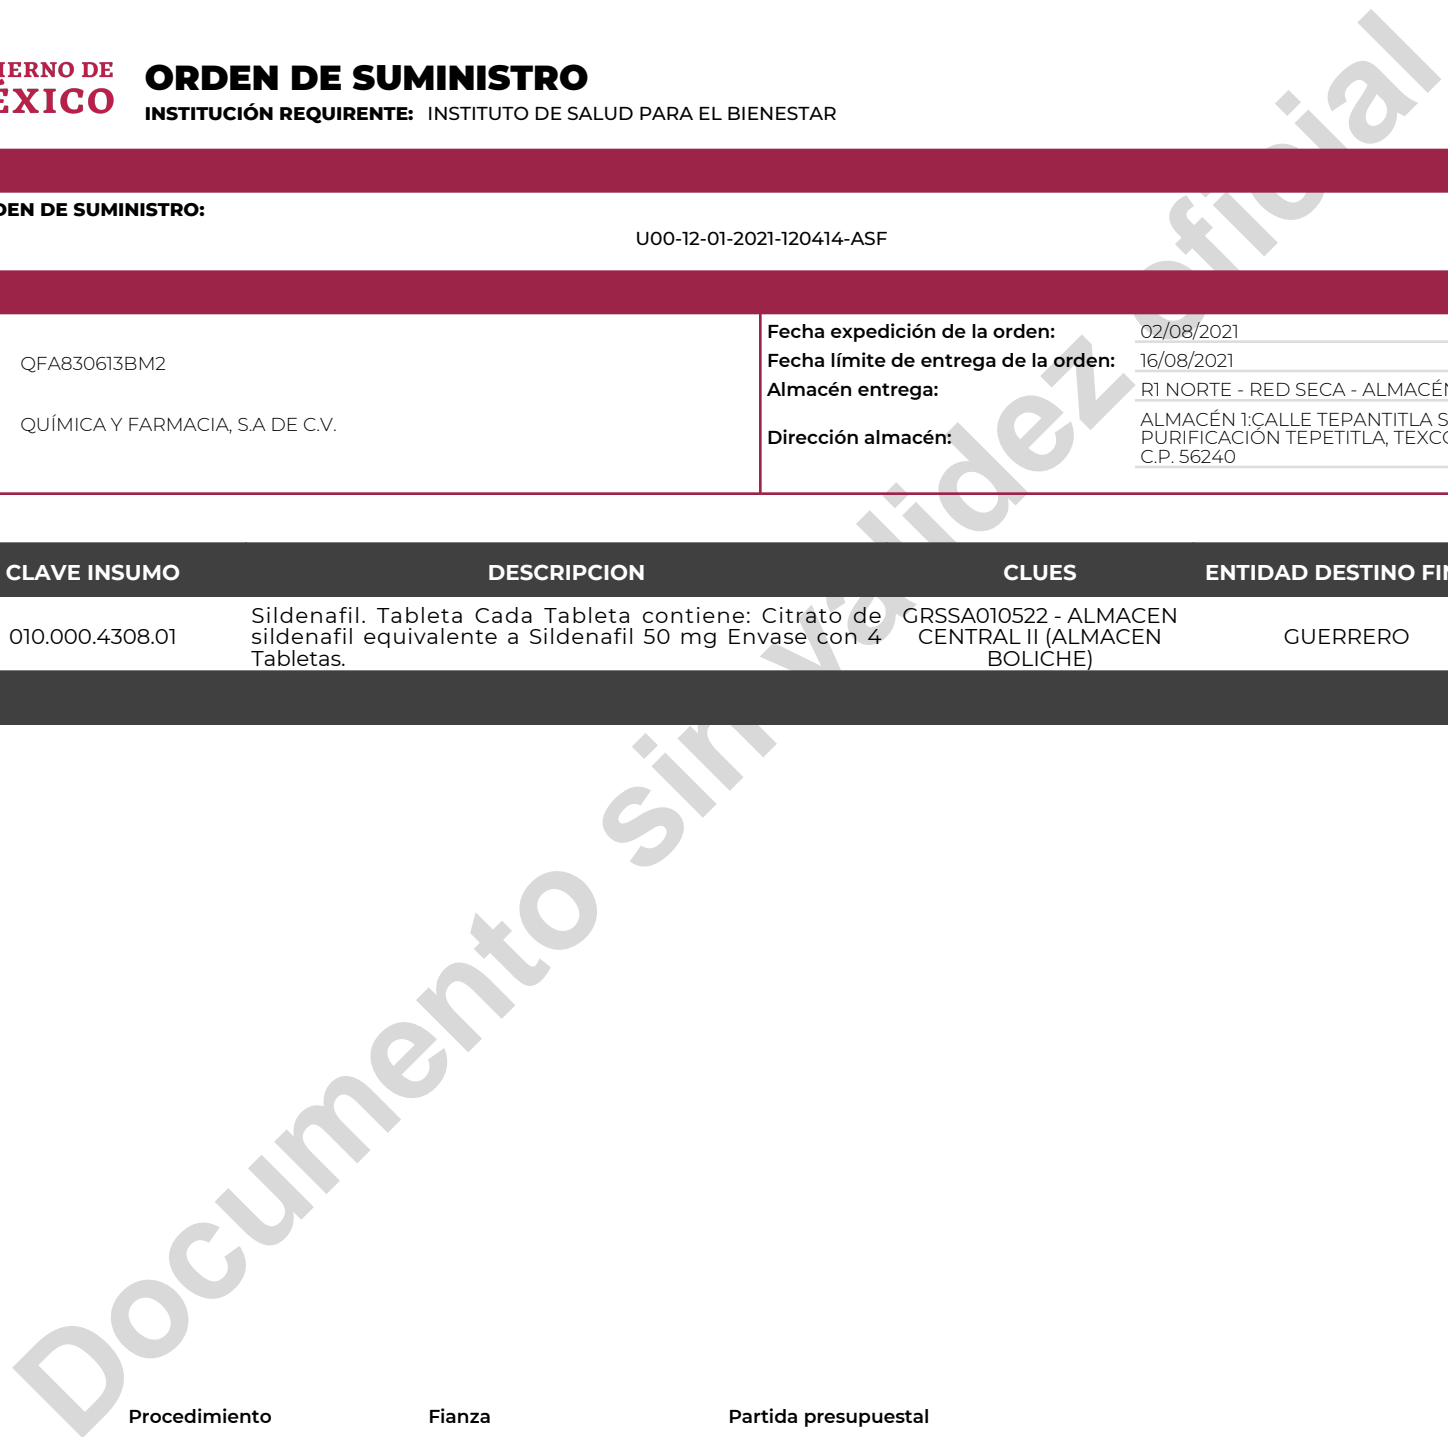 IERNO DE
ÉXICO
ORDEN DE SUMINISTRO
INSTITUCIÓN REQUIRENTE: INSTITUTO DE SALUD PARA EL BIENESTAR
DEN DE SUMINISTRO:
U00-12-01-2021-120414-ASF
QFA830613BM2
QUÍMICA Y FARMACIA, S.A DE C.V.
Fecha expedición de la orden: 02/08/2021
Fecha límite de entrega de la orden: 16/08/2021
Almacén entrega: R1 NORTE - RED SECA - ALMACÉN
Dirección almacén:
ALMACÉN 1:CALLE TEPANTITLA S
PURIFICACIÓN TEPETITLA, TEXCO
C.P. 56240
CLAVE INSUMO DESCRIPCION CLUES ENTIDAD DESTINO FIN
010.000.4308.01
Sildenafil. Tableta Cada Tableta contiene: Citrato de
sildenafil equivalente a Sildenafil 50 mg Envase con 4
Tabletas.
GRSSA010522 - ALMACEN
CENTRAL II (ALMACEN
BOLICHE)
GUERRERO
Documento sin validez oficial
Procedimiento Fianza Partida presupuestal